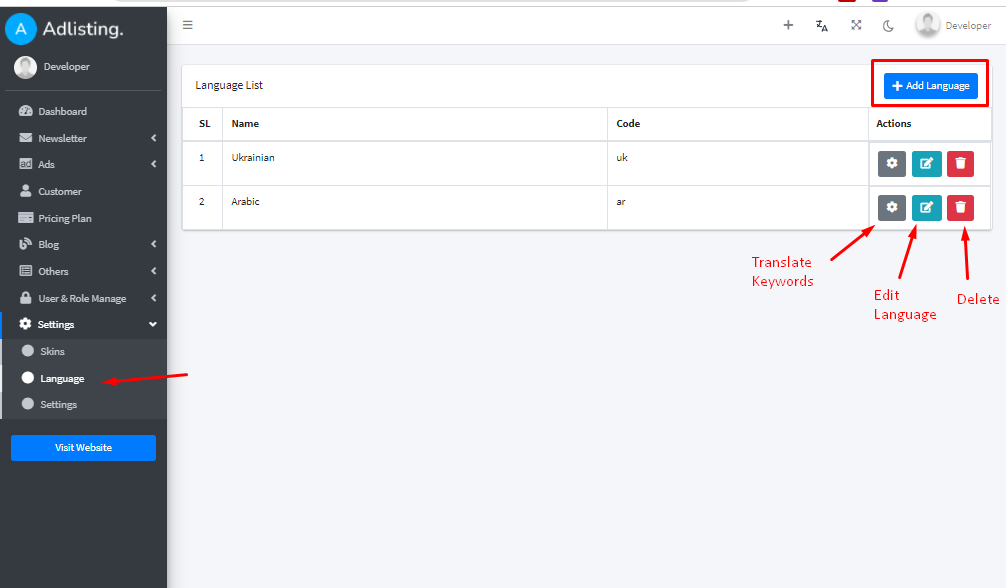 A Adlisting.
Developer
Developer
Dashboard
Newsletter
ad Ads
Customer
Pricing Plan
Blog
Others
User & Role Manage
Settings
Skins
Language
Settings
Visit Website
Language List
Add Language
SL Name Code Actions
1 Ukrainian uk
2 Arabic ar
Translate
Keywords
Edit
Language
Delete